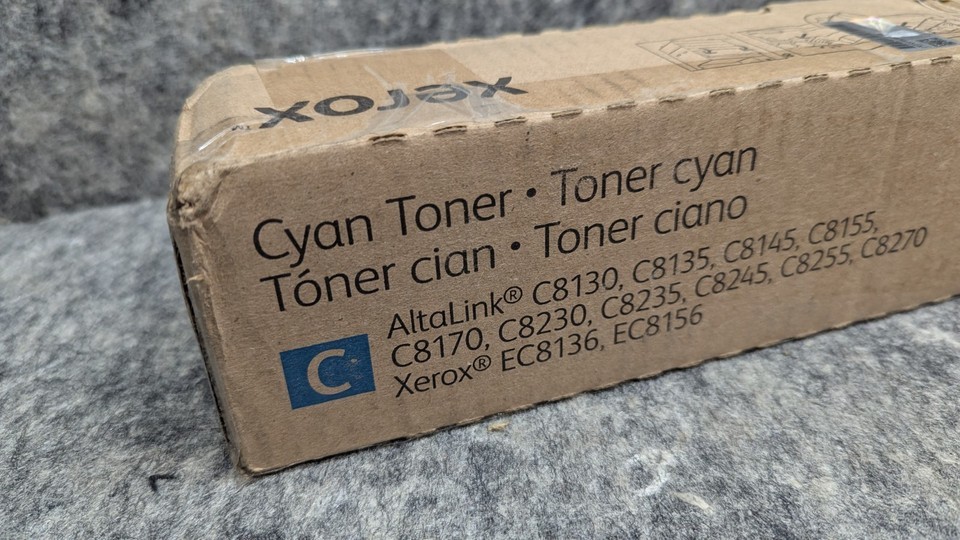 xerox
Cyan Toner • Toner cyan
Tóner cian • Toner ciano
AltaLink® C8130, C8135, C8145, C8155,
C8170, C8230, C8235, C8245, C8255, C8270
Xerox® EC8136, EC8156
C